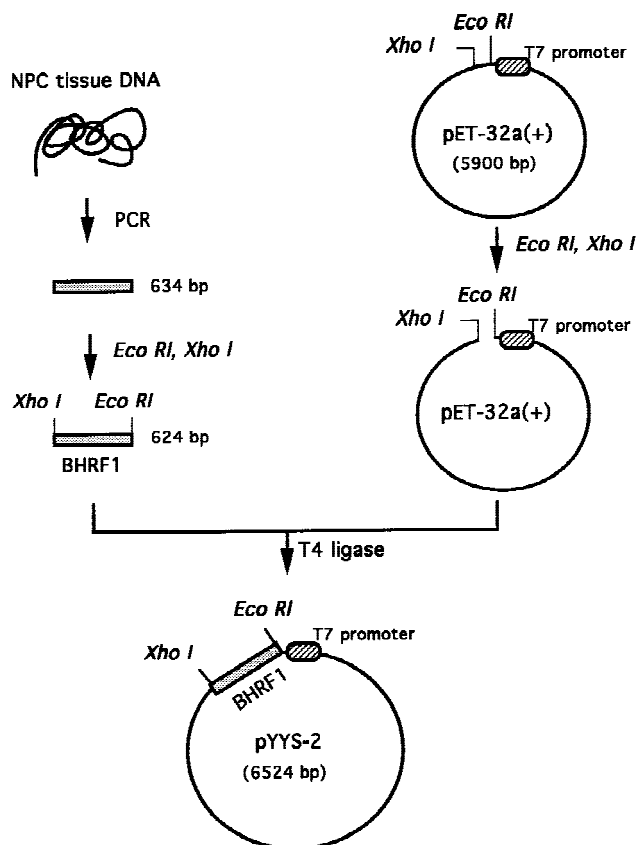 NPC tissue DNA
PCR
634 bp
Eco RI, Xho I
Xho I
Eco RI
624 bp
BHRF1
Eco RI
Xho I
T7 promoter
pET-32a(+)
(5900 bp)
Eco RI, Xho I
Eco RI
Xho I
T7 promoter
pET-32a(+)
T4 ligase
Eco RI
Xho I
T7 promoter
BHRF1
pYYS-2
(6524 bp)